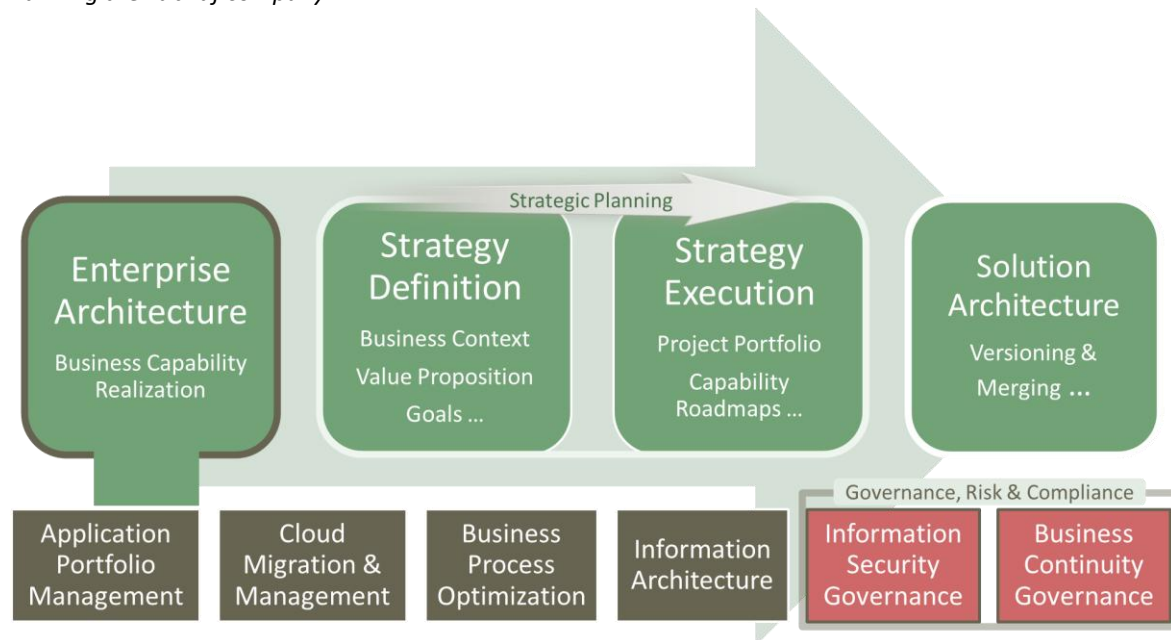 Strategic Planning
Enterprise
Architecture
Business Capability
Realization
Strategy
Definition
Business Context
Value Proposition
Goals ...
Strategy
Execution
Project Portfolio
Capability
Roadmaps ...
Solution
Architecture
Versioning &
Merging ...
Governance, Risk & Compliance
Application
Portfolio
Management
Cloud
Migration &
Management
Business
Process
Optimization
Information
Architecture
Information
Security
Governance
Business
Continuity
Governance